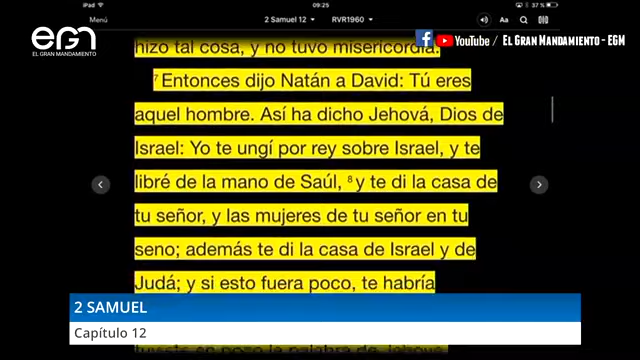 iPad
09:25
37 %
Menú
2 Samuel 12
RVR1960
Aa
EGM
EL GRAN MANDAMIENTO
YouTube / EL GRAN MANDAMIENTO - EGM
hizo tal cosa, y no tuvo misericordia.
7 Entonces dijo Natán a David: Tú eres
aquel hombre. Así ha dicho Jehová, Dios de
Israel: Yo te ungí por rey sobre Israel, y te
libré de la mano de Saúl, 8 y te di la casa de
tu señor, y las mujeres de tu señor en tu
seno; además te di la casa de Israel y de
Judá; y si esto fuera poco, te habría
2 SAMUEL
Capítulo 12